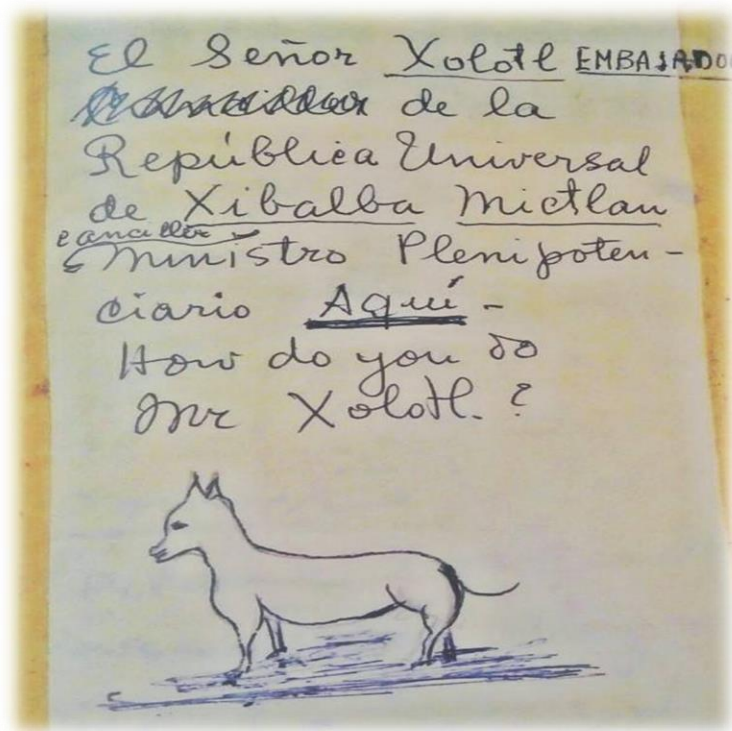 El Señor Xolotl EMBAJADOR
de la
República Universal
de Xibalba Mictlan
canciller
Ministro Plenipoten-
ciario Aquí-
How do you do
Mr Xolotl. ?